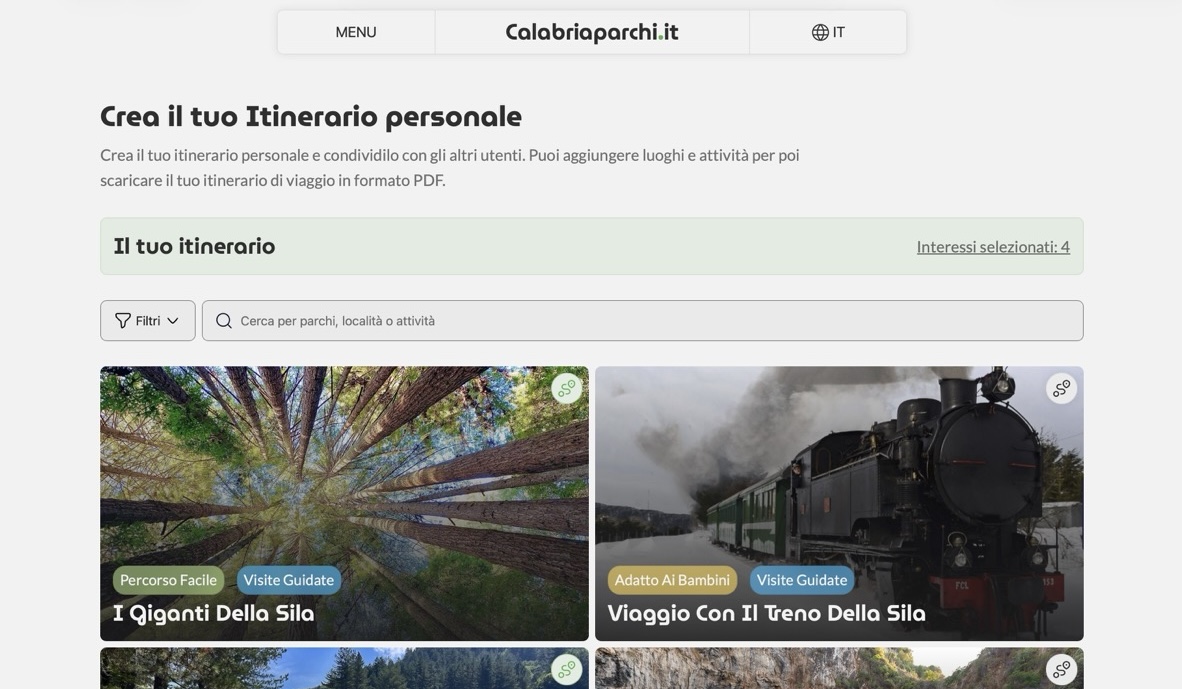 MENU
Calabriaparchi.it
IT
Crea il tuo Itinerario personale
Crea il tuo itinerario personale e condividilo con gli altri utenti. Puoi aggiungere luoghi e attività per poi
scaricare il tuo itinerario di viaggio in formato PDF.
Il tuo itinerario
Interessi selezionati: 4
Filtri
Cerca per parchi, località o attività
Percorso Facile
Visite Guidate
I Giganti Della Sila
FCL
353
Adatto Ai Bambini
Visite Guidate
Viaggio Con Il Treno Della Sila